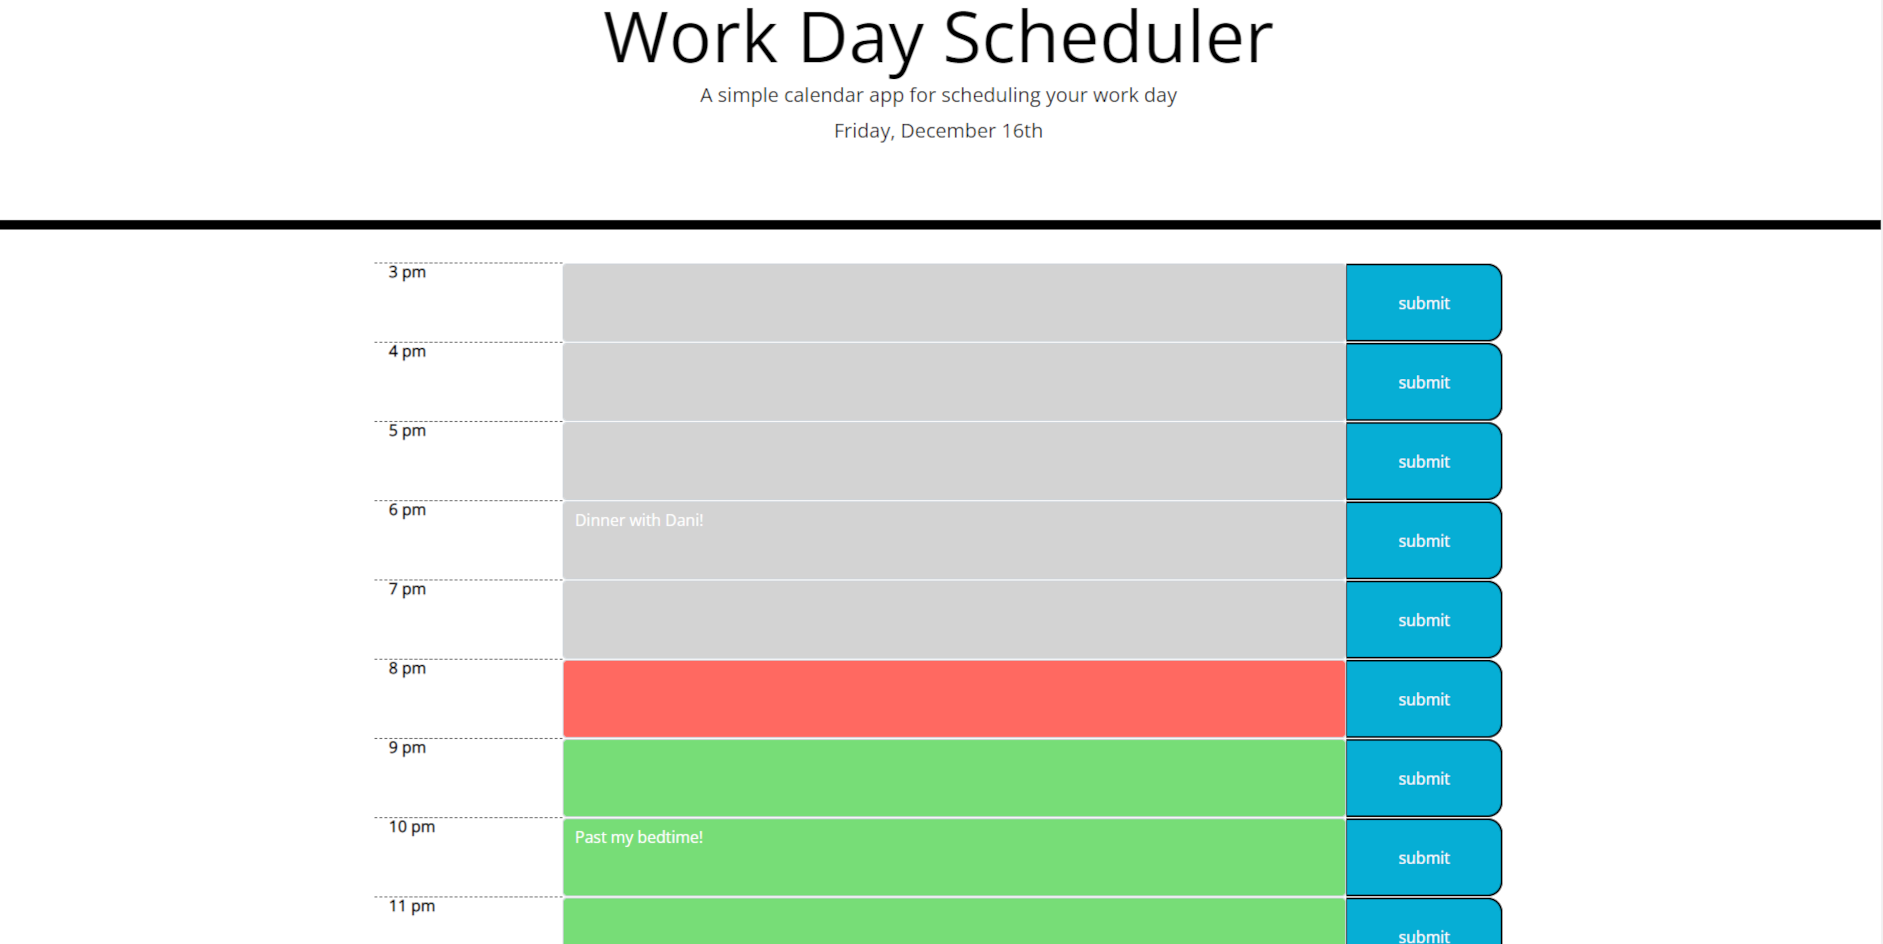 Work Day Scheduler
A simple calendar app for scheduling your work day
Friday, December 16th
3 pm
submit
4 pm
submit
5 pm
submit
6 pm
Dinner with Dani!
submit
7 pm
submit
8 pm
submit
9 pm
submit
10 pm
Past my bedtime!
submit
11 pm
submit